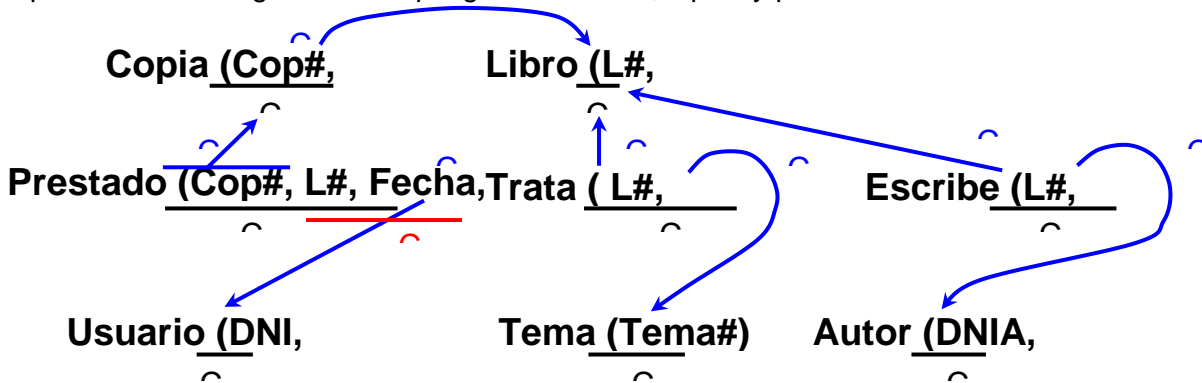 Copia (Cop#, Libro (L#,
Prestado (Cop#, L#, Fecha, Trata ( L#, Escribe (L#,
Usuario (DNI, Tema (Tema#) Autor (DNIA,